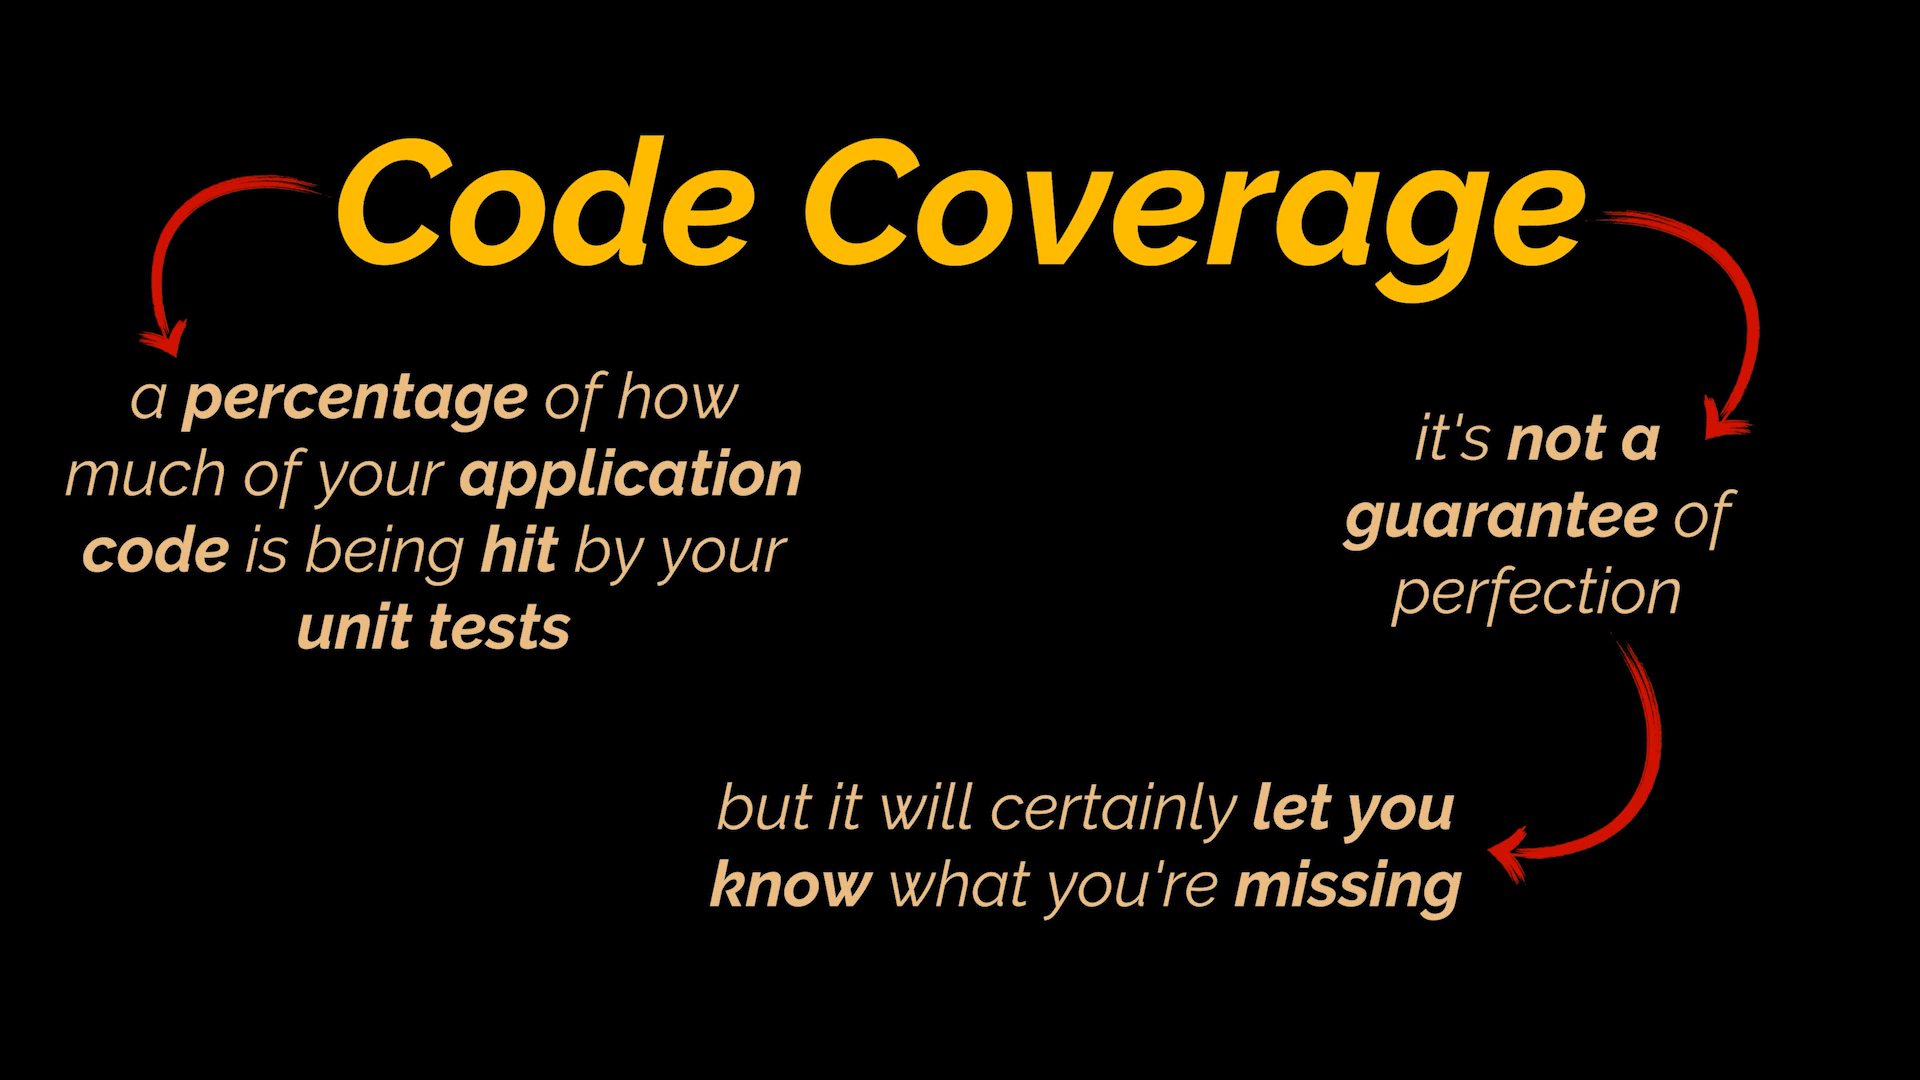 Code Coverage
a percentage of how
much of your application
code is being hit by your
unit tests
it's not a
guarantee of
perfection
but it will certainly let you
know what you're missing